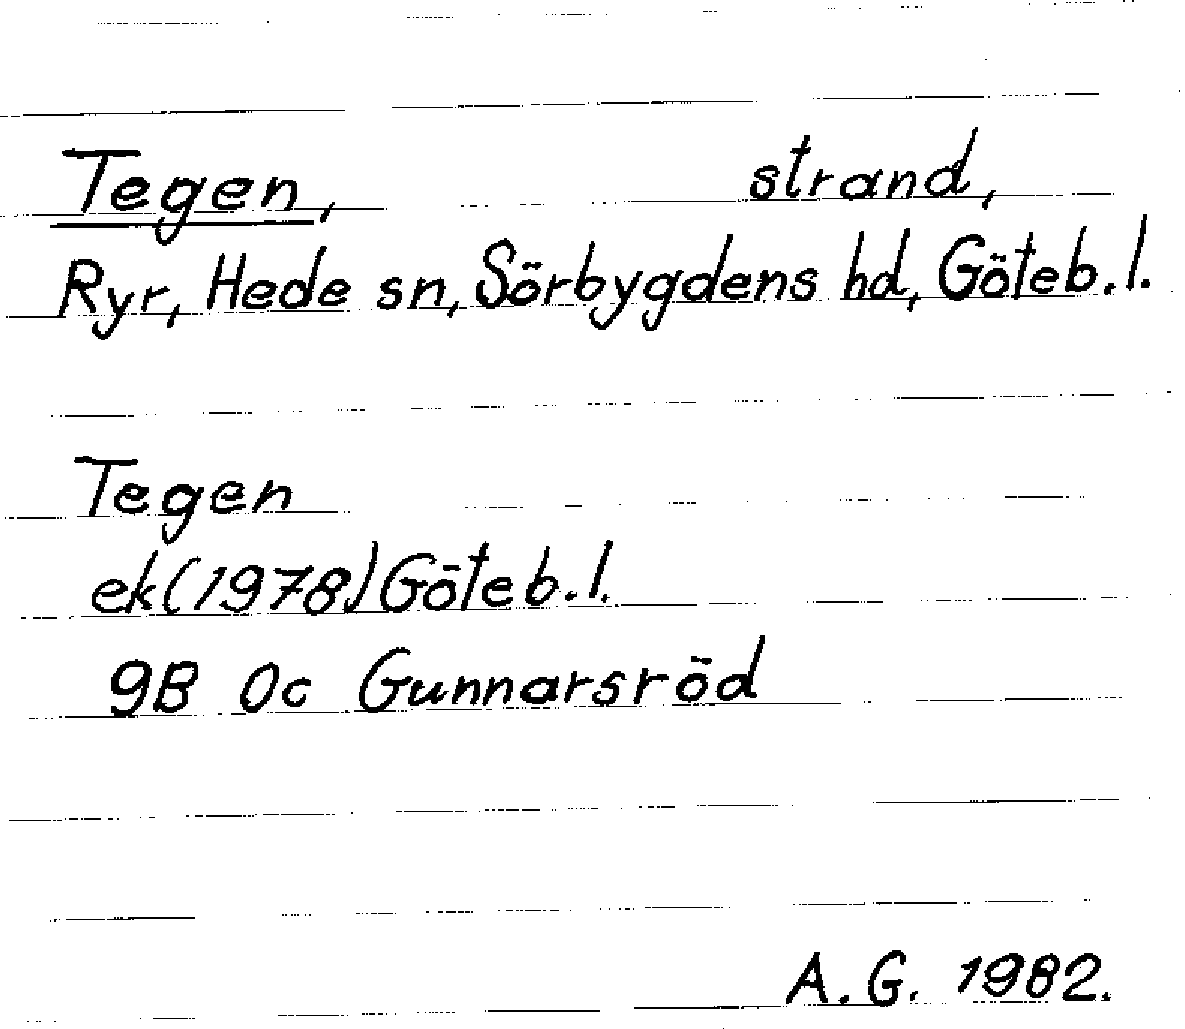 Tegen, strand,
Ryr, Hede sn, Sörbygdens hd, Göteb.l.
Tegen
ek(1978)Göteb.l.
9B 0c Gunnarsröd
A.G. 1982.